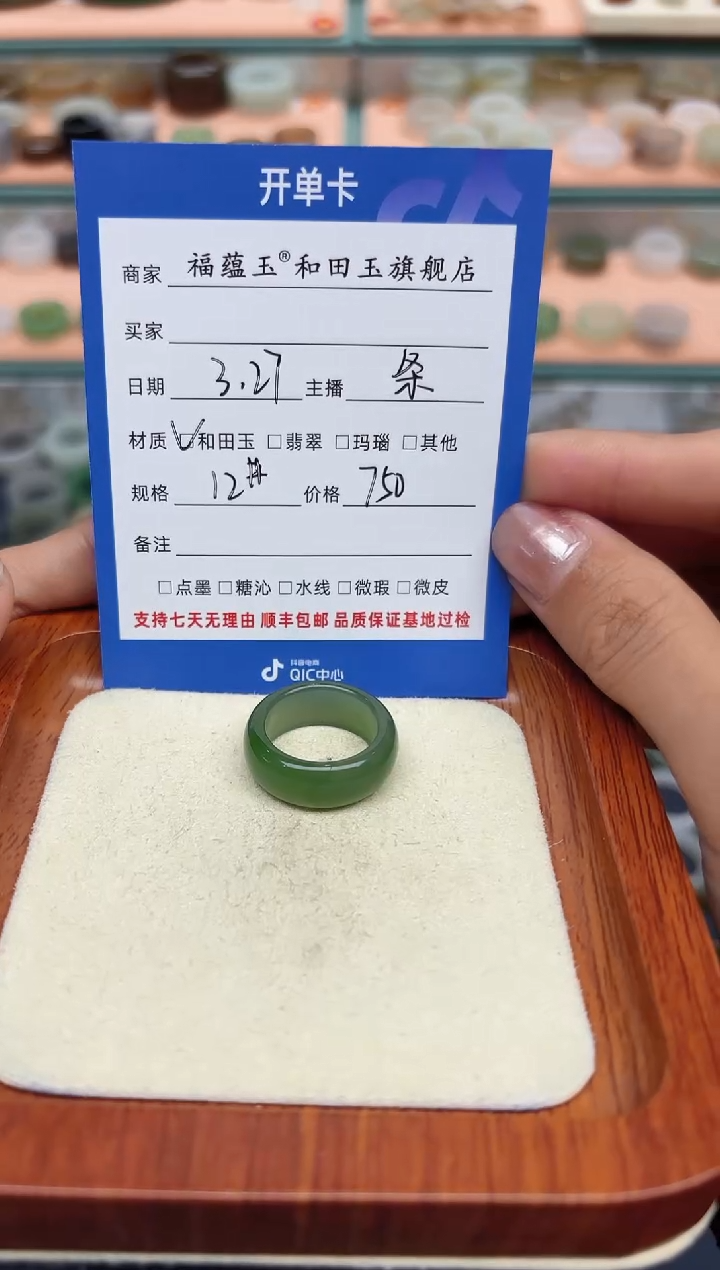 开单卡
商家 福蕴玉®和田玉旗舰店
买家
日期 3.27 主播 条
材质 ☑和田玉 □翡翠 □玛瑙 □其他
规格 12# 价格 750
备注
□点墨 □糖沁 □水线 □微瑕 □微皮
支持七天无理由 顺丰包邮 品质保证基地过检
抖音电商
QIC中心